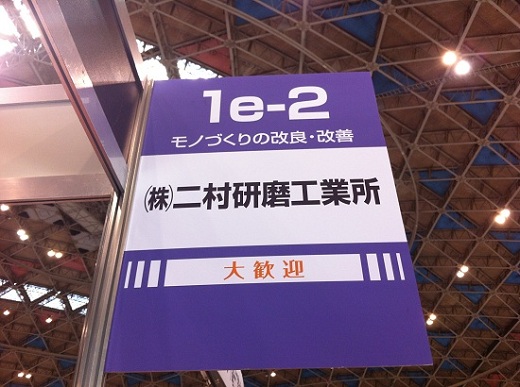 1e-2
モノづくりの改良・改善
㈱二村研磨工業所
大歓迎